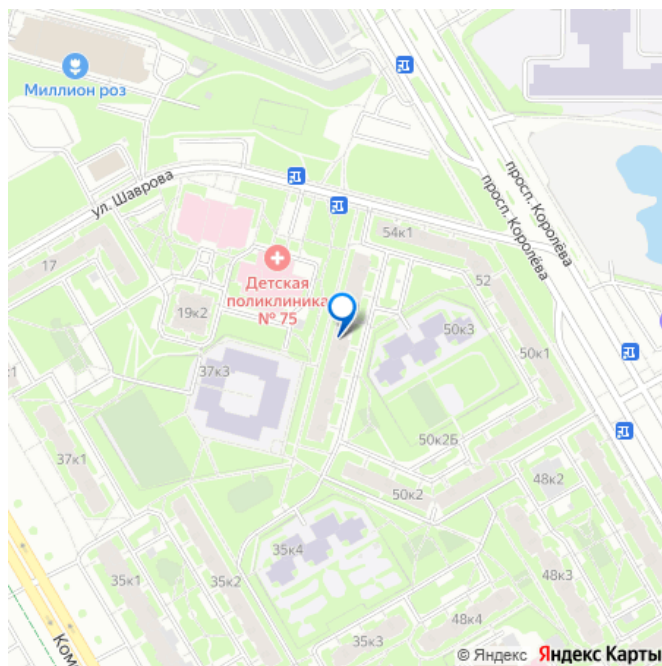 Миллион роз
просп. Королёва
просп. Королёва
ул. Шаврова
54к1
17
52
Детская
поликлиника
№ 75
19к2
50к3
50к1
37к3
к1
50к2Б
37к1
48к2
50к2
35к4
48к3
35к1
35к2
48к4
35к3
Ком
© Яндекс Яндекс Карты